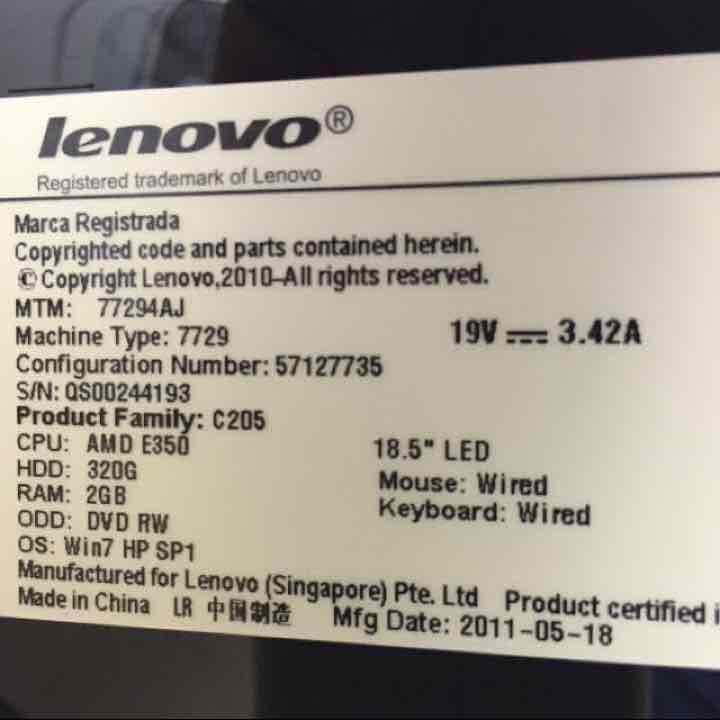 lenovo®
Registered trademark of Lenovo
Marca Registrada
Copyrighted code and parts contained herein.
© Copyright Lenovo,2010-All rights reserved.
MTM: 77294AJ
Machine Type: 7729
19V ⎓ 3.42A
Configuration Number: 57127735
S/N: QS00244193
Product Family: C205
CPU: AMD E350
18.5" LED
HDD: 320G
Mouse: Wired
RAM: 2GB
Keyboard: Wired
ODD: DVD RW
OS: Win7 HP SP1
Manufactured for Lenovo (Singapore) Pte. Ltd Product certified i
Made in China LR 中国制造 Mfg Date: 2011-05-18